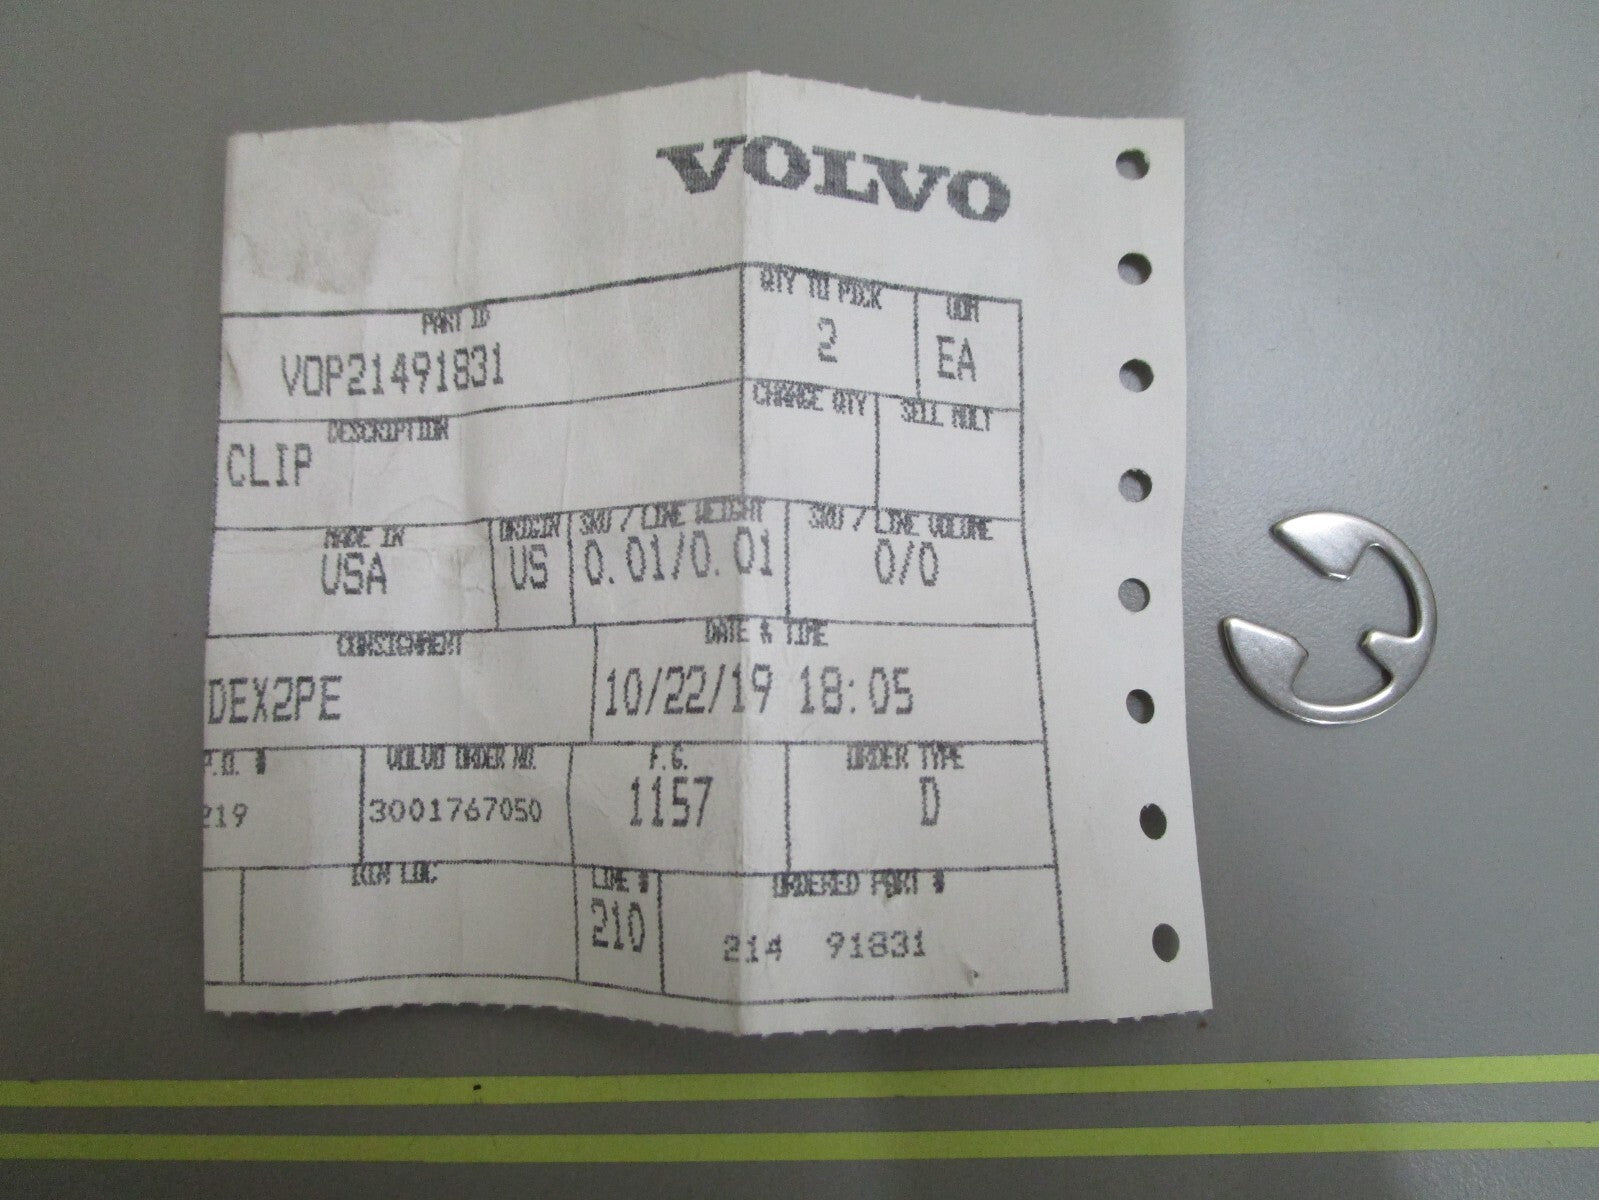 VOLVO
PART ID QTY TO PICK UOM
VOP21491831 2 EA
DESCRIPTION CHANGE QTY SELL MULT
CLIP
MADE IN ORIGIN SKU / LINE WEIGHT SKU / LINE VOLUME
USA US 0.01/0.01 0/0
CONSIGNMENT DATE & TIME
DEX2PE 10/22/19 18:05
P.O. # VOLVO ORDER NO. F.G. ORDER TYPE
219 3001767050 1157 D
LOC LINE # ORDERED PART #
210 214 91831